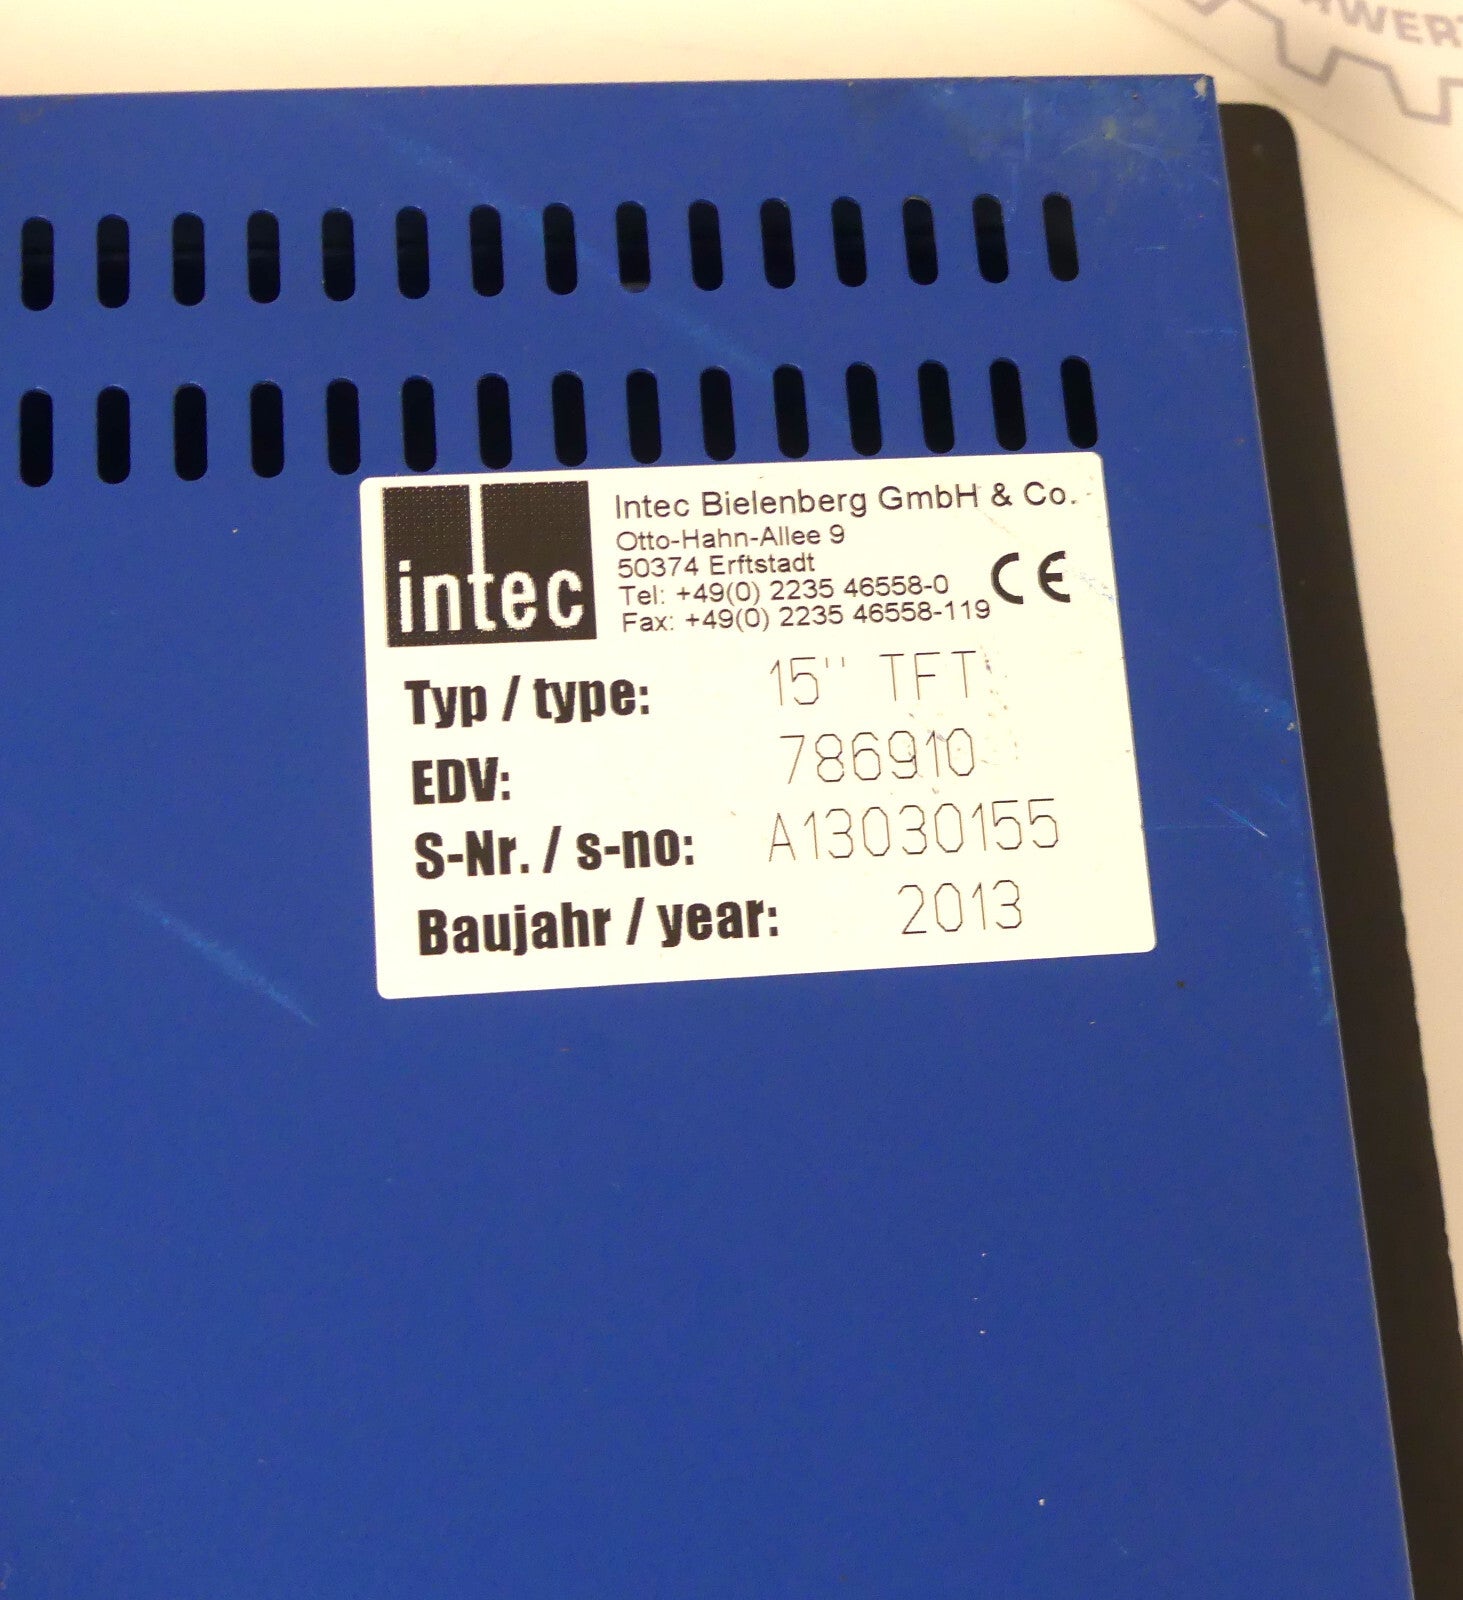 intec
Intec Bielenberg GmbH & Co.
Otto-Hahn-Allee 9
50374 Erftstadt
Tel: +49(0) 2235 46558-0
Fax: +49(0) 2235 46558-119
CE
Typ / type: 15" TFT
EDV: 786910
S-Nr. / s-no: A13030155
Baujahr / year: 2013